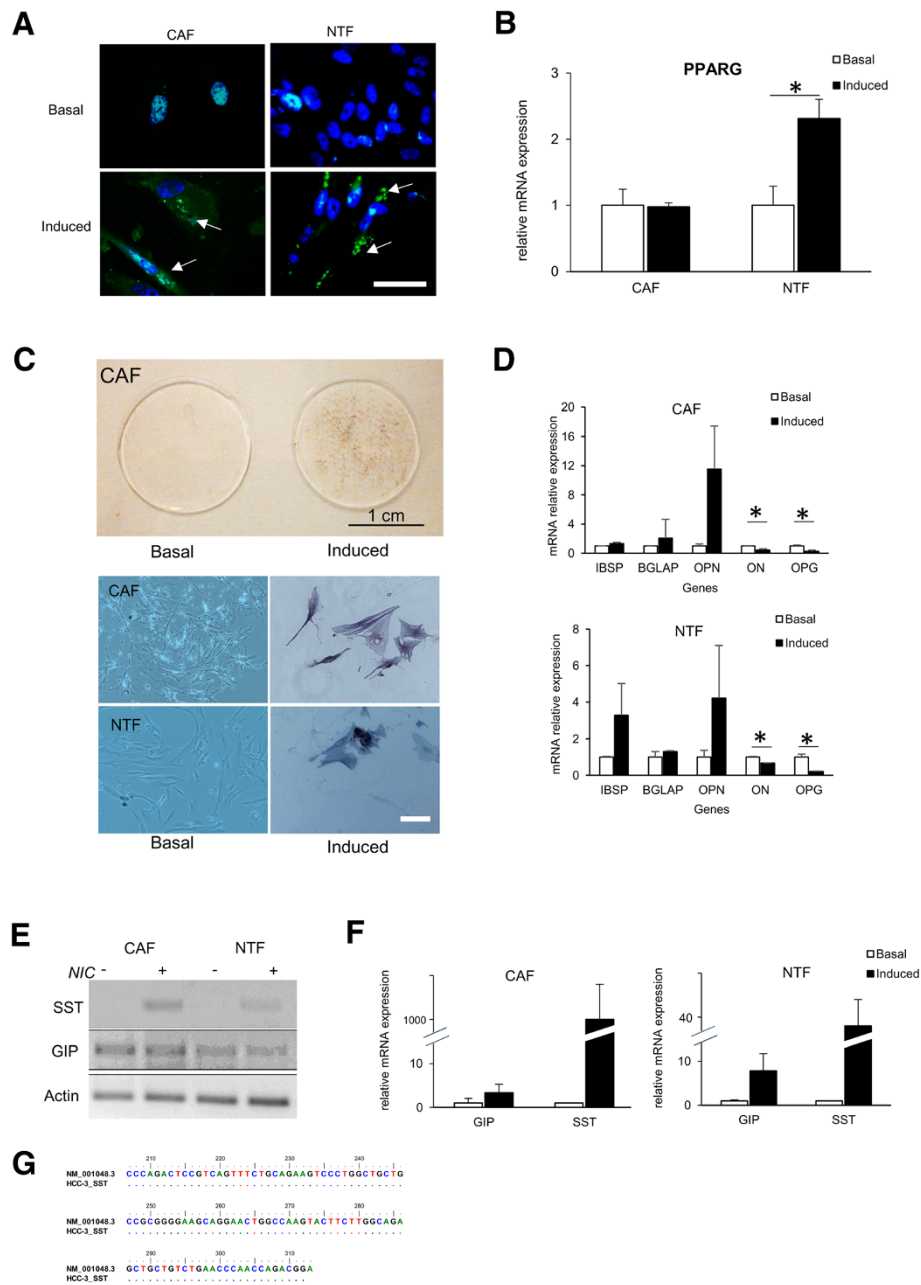 A
CAF NTF
Basal
Induced
B
PPARG
Basal
Induced
relative mRNA expression
3
2
1
0
*
CAF NTF
C
CAF
1 cm
Basal Induced
CAF
NTF
Basal Induced
D
CAF
Basal
Induced
mRNA relative expression
20
16
12
8
4
0
* *
IBSP BGLAP OPN ON OPG
Genes
NTF
Basal
Induced
mRNA relative expression
8
6
4
2
0
* *
IBSP BGLAP OPN ON OPG
Genes
E
CAF NTF
NIC - + - +
SST
GIP
Actin
F
CAF
relative mRNA expression
1000
10
0
GIP SST
NTF
Basal
Induced
relative mRNA expression
40
10
0
GIP SST
G
210 220 230 240
NM_001048.3 CCCAGACTCCGTCAGTTTCTGCAGAAGTCCCTGGCTGCTG
HCC-3_SST ........................................
250 260 270 280
NM_001048.3 CCGCGGGGAAGCAGGAACTGGCCAAGTACTTCTTGGCAGA
HCC-3_SST ........................................
290 300 310
NM_001048.3 GCTGCTGTCTGAACCCAACCAGACGGA
HCC-3_SST ...........................